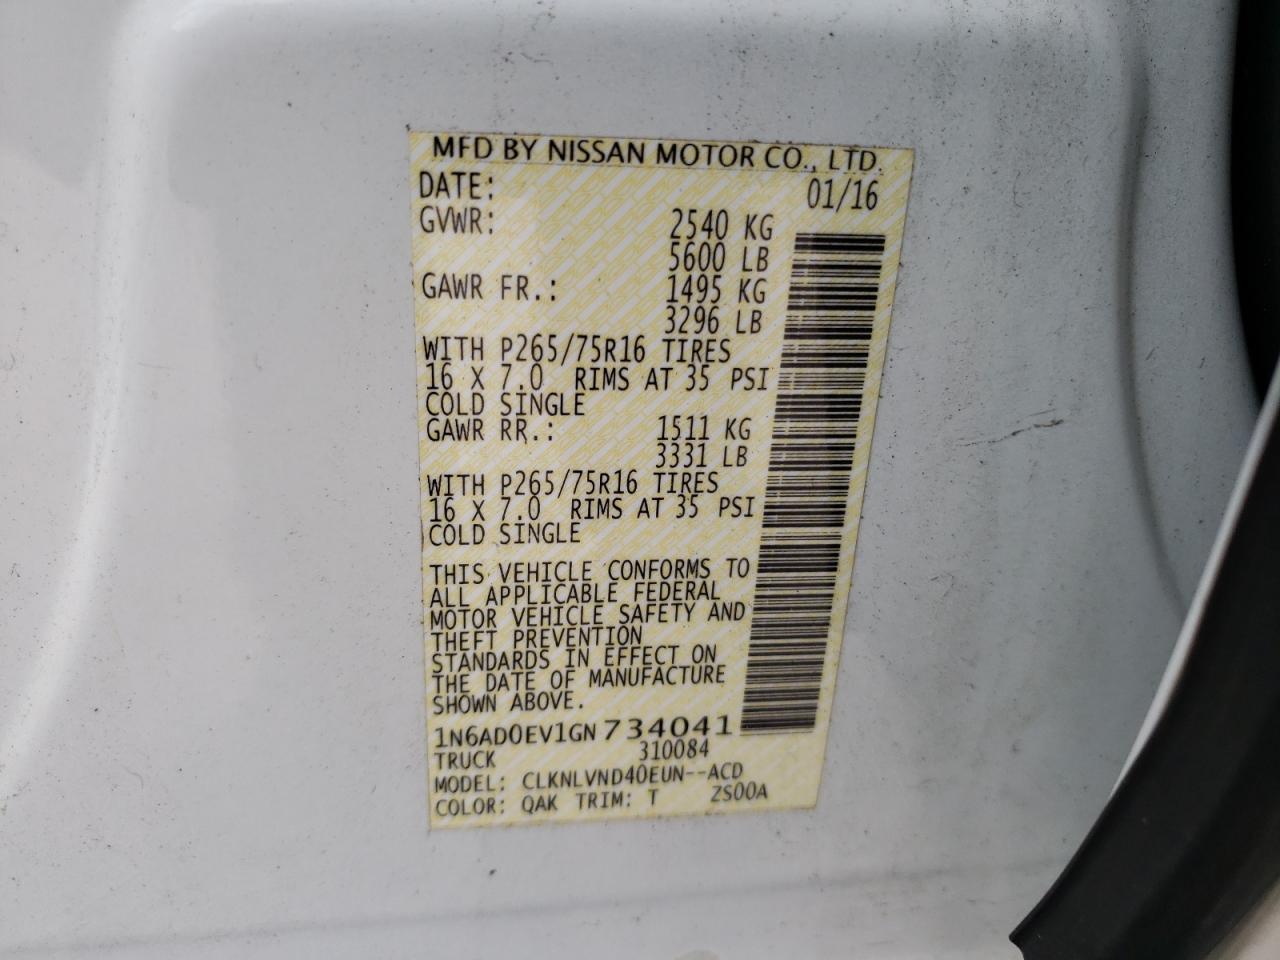 MFD BY NISSAN MOTOR CO., LTD.
DATE: 01/16
GVWR: 2540 KG
5600 LB
GAWR FR.: 1495 KG
3296 LB
WITH P265/75R16 TIRES
16 X 7.0 RIMS AT 35 PSI
COLD SINGLE
GAWR RR.: 1511 KG
3331 LB
WITH P265/75R16 TIRES
16 X 7.0 RIMS AT 35 PSI
COLD SINGLE
THIS VEHICLE CONFORMS TO
ALL APPLICABLE FEDERAL
MOTOR VEHICLE SAFETY AND
THEFT PREVENTION
STANDARDS IN EFFECT ON
THE DATE OF MANUFACTURE
SHOWN ABOVE.
1N6AD0EV1GN734041
TRUCK 310084
MODEL: CLKNLVND40EUN--ACD
COLOR: QAK TRIM: T ZS00A